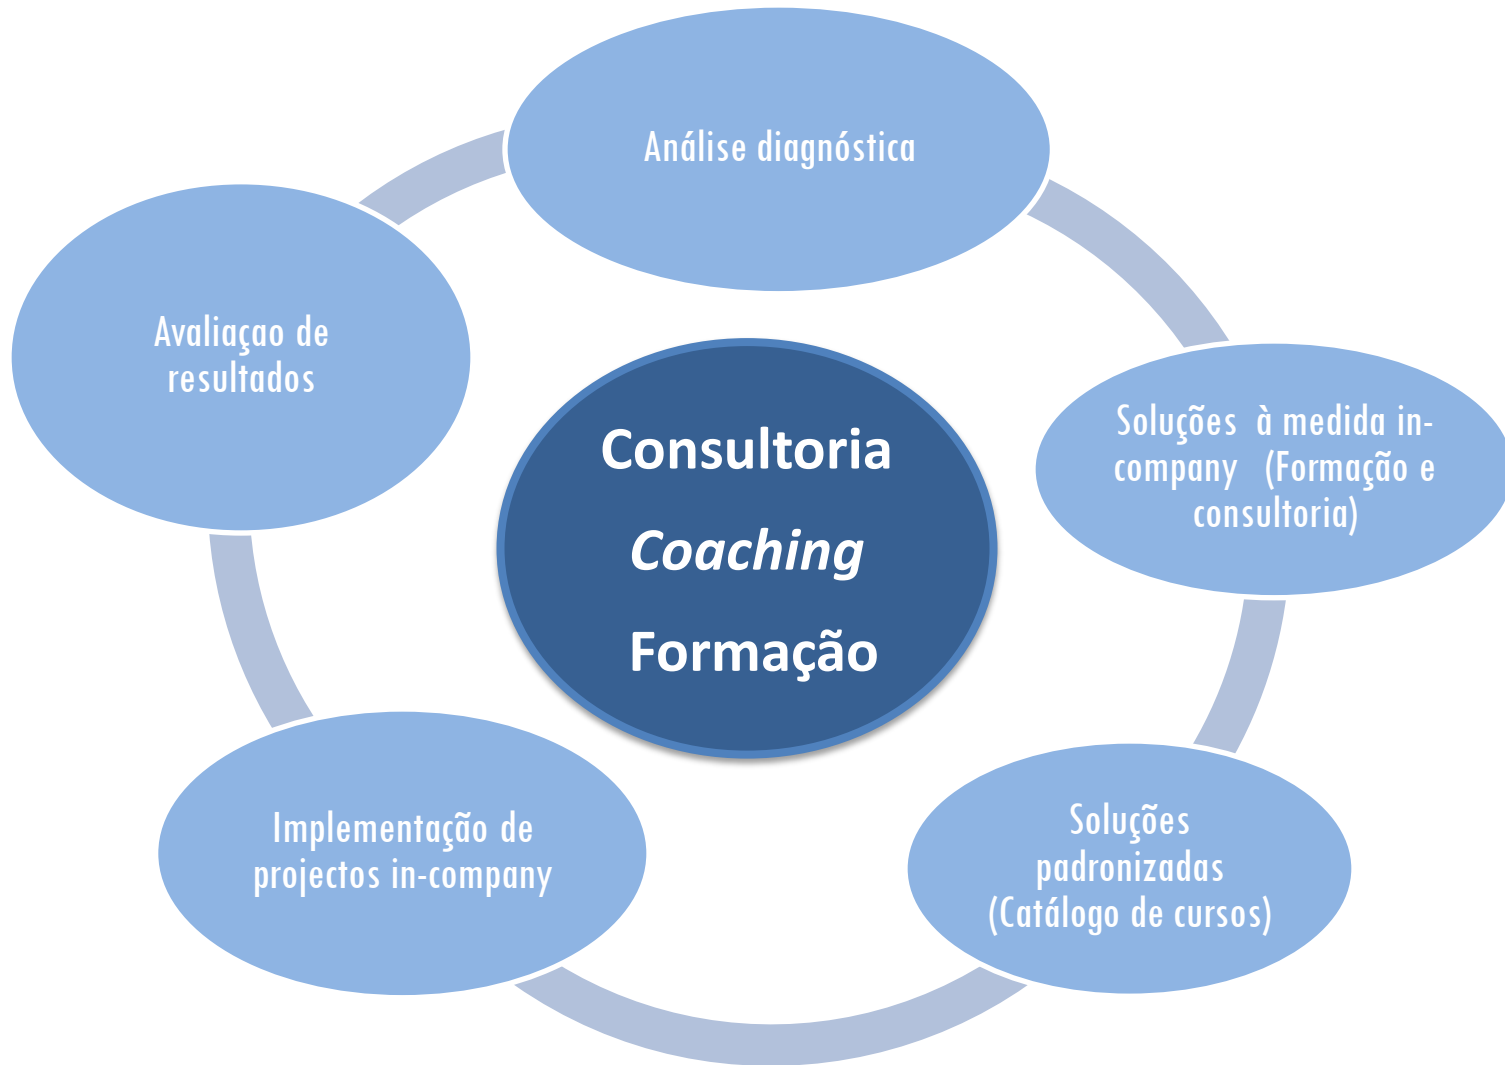 Análise diagnóstica
Avaliaçao de
resultados
Soluções à medida in-
company (Formação e
consultoria)
Consultoria
Coaching
Formação
Implementação de
projectos in-company
Soluções
padronizadas
(Catálogo de cursos)